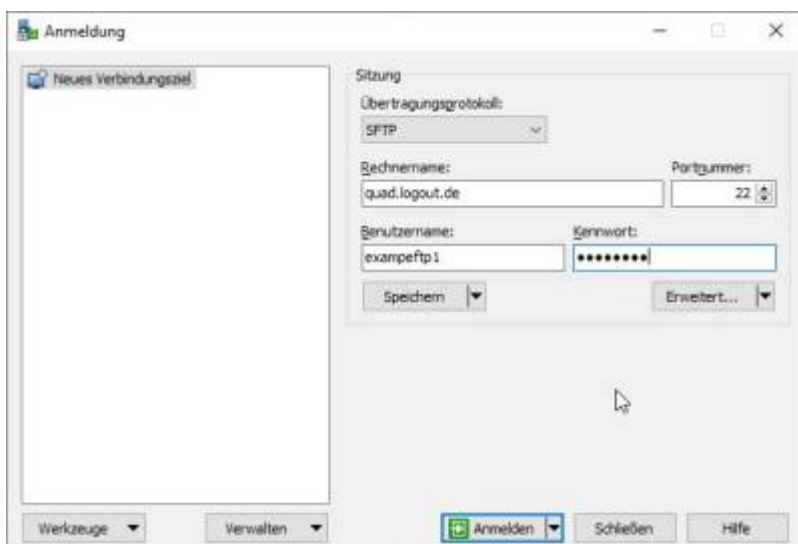 Anmeldung
Neues Verbindungsziel
Sitzung
Übertragungsprotokoll:
SFTP
Rechnername: Portnummer:
quad.logout.de 22
Benutzername: Kennwort:
exampeftp1 ●●●●●●●●
Speichern Erweitert...
Werkzeuge Verwalten Anmelden Schließen Hilfe